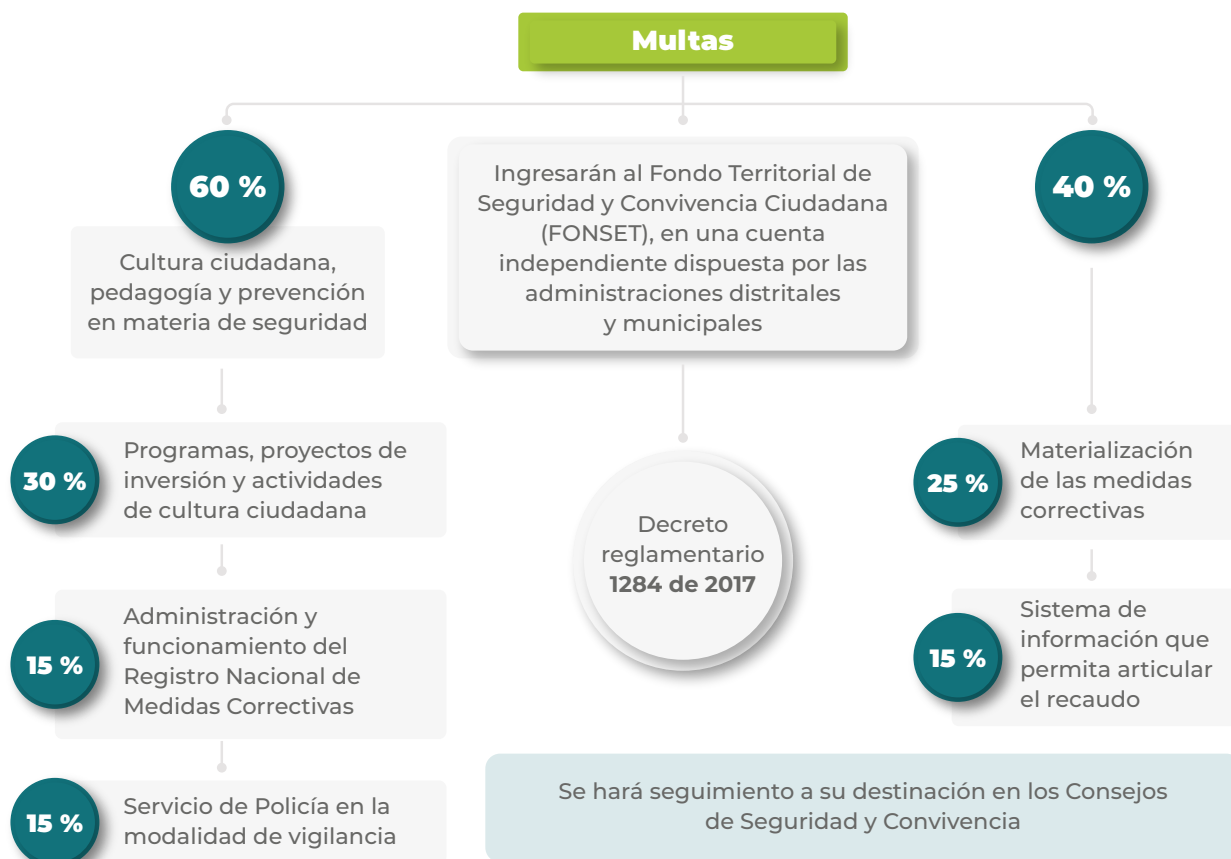 Multas
60 %
Cultura ciudadana,
pedagogía y prevención
en materia de seguridad
30 %
Programas, proyectos de
inversión y actividades
de cultura ciudadana
15 %
Administración y
funcionamiento del
Registro Nacional de
Medidas Correctivas
15 %
Servicio de Policía en la
modalidad de vigilancia
Ingresarán al Fondo Territorial de
Seguridad y Convivencia Ciudadana
(FONSET), en una cuenta
independiente dispuesta por las
administraciones distritales
y municipales
Decreto
reglamentario
1284 de 2017
40 %
25 %
Materialización
de las medidas
correctivas
15 %
Sistema de
información que
permita articular
el recaudo
Se hará seguimiento a su destinación en los Consejos
de Seguridad y Convivencia